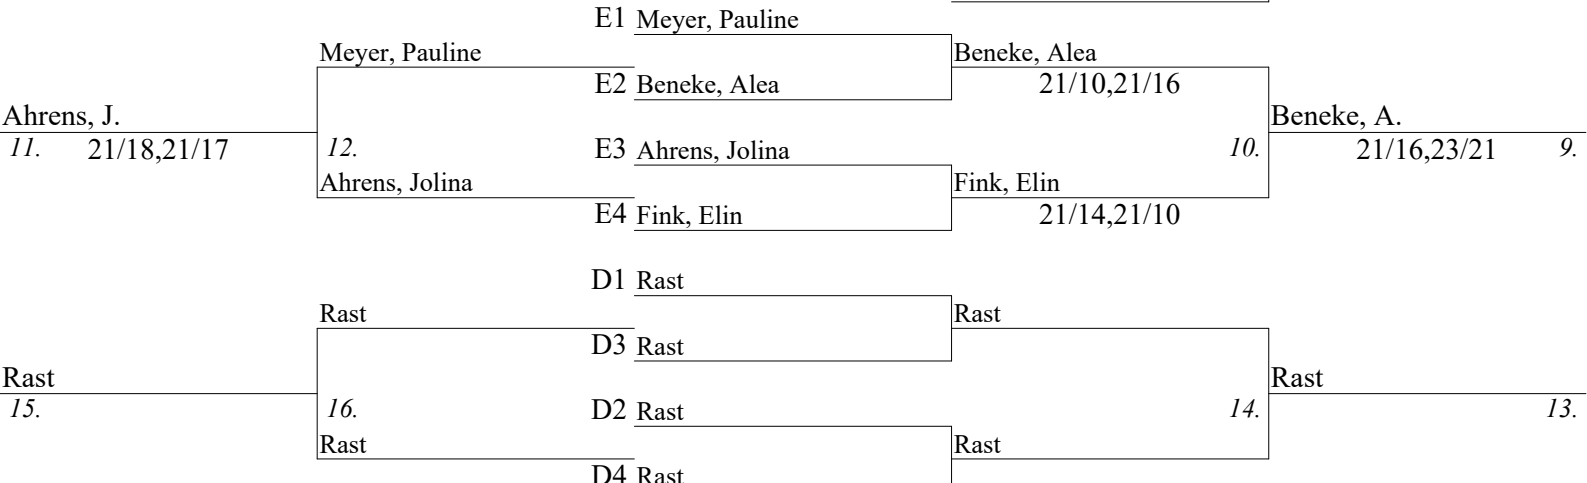 E1 Meyer, Pauline
Meyer, Pauline
Beneke, Alea
E2 Beneke, Alea
21/10,21/16
Ahrens, J.
Beneke, A.
11. 21/18,21/17
12.
E3 Ahrens, Jolina
10.
21/16,23/21 9.
Ahrens, Jolina
Fink, Elin
E4 Fink, Elin
21/14,21/10
D1 Rast
Rast
Rast
D3 Rast
Rast
Rast
15.
16.
D2 Rast
14.
13.
Rast
Rast
D4 Rast